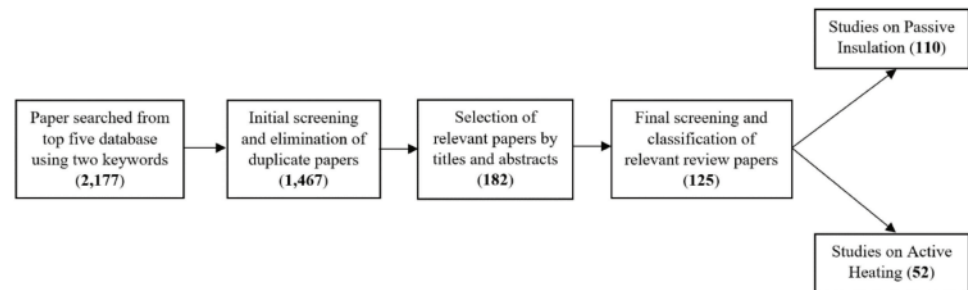 Paper searched from
top five database
using two keywords
(2,177)
Initial screening
and elimination of
duplicate papers
(1,467)
Selection of
relevant papers by
titles and abstracts
(182)
Final screening and
classification of
relevant review papers
(125)
Studies on Passive
Insulation (110)
Studies on Active
Heating (52)